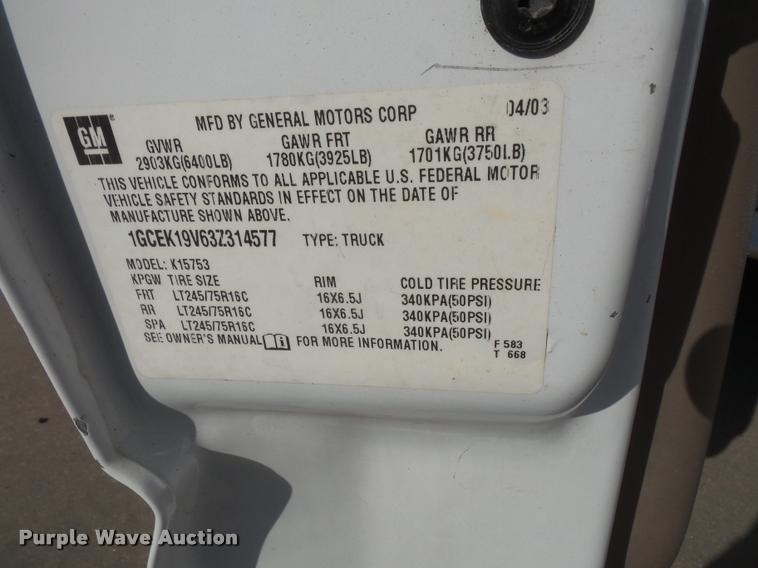 GM
MFD BY GENERAL MOTORS CORP 04/03
GVWR GAWR FRT GAWR RR
2903KG(6400LB) 1780KG(3925LB) 1701KG(3750LB)
THIS VEHICLE CONFORMS TO ALL APPLICABLE U.S. FEDERAL MOTOR
VEHICLE SAFETY STANDARDS IN EFFECT ON THE DATE OF
MANUFACTURE SHOWN ABOVE.
1GCEK19V63Z314577 TYPE: TRUCK
MODEL: K15753
KPGW TIRE SIZE RIM COLD TIRE PRESSURE
FRT LT245/75R16C 16X6.5J 340KPA(50PSI)
RR LT245/75R16C 16X6.5J 340KPA(50PSI)
SPA LT245/75R16C 16X6.5J 340KPA(50PSI)
SEE OWNER'S MANUAL FOR MORE INFORMATION. F 583
T 668
Purple Wave Auction